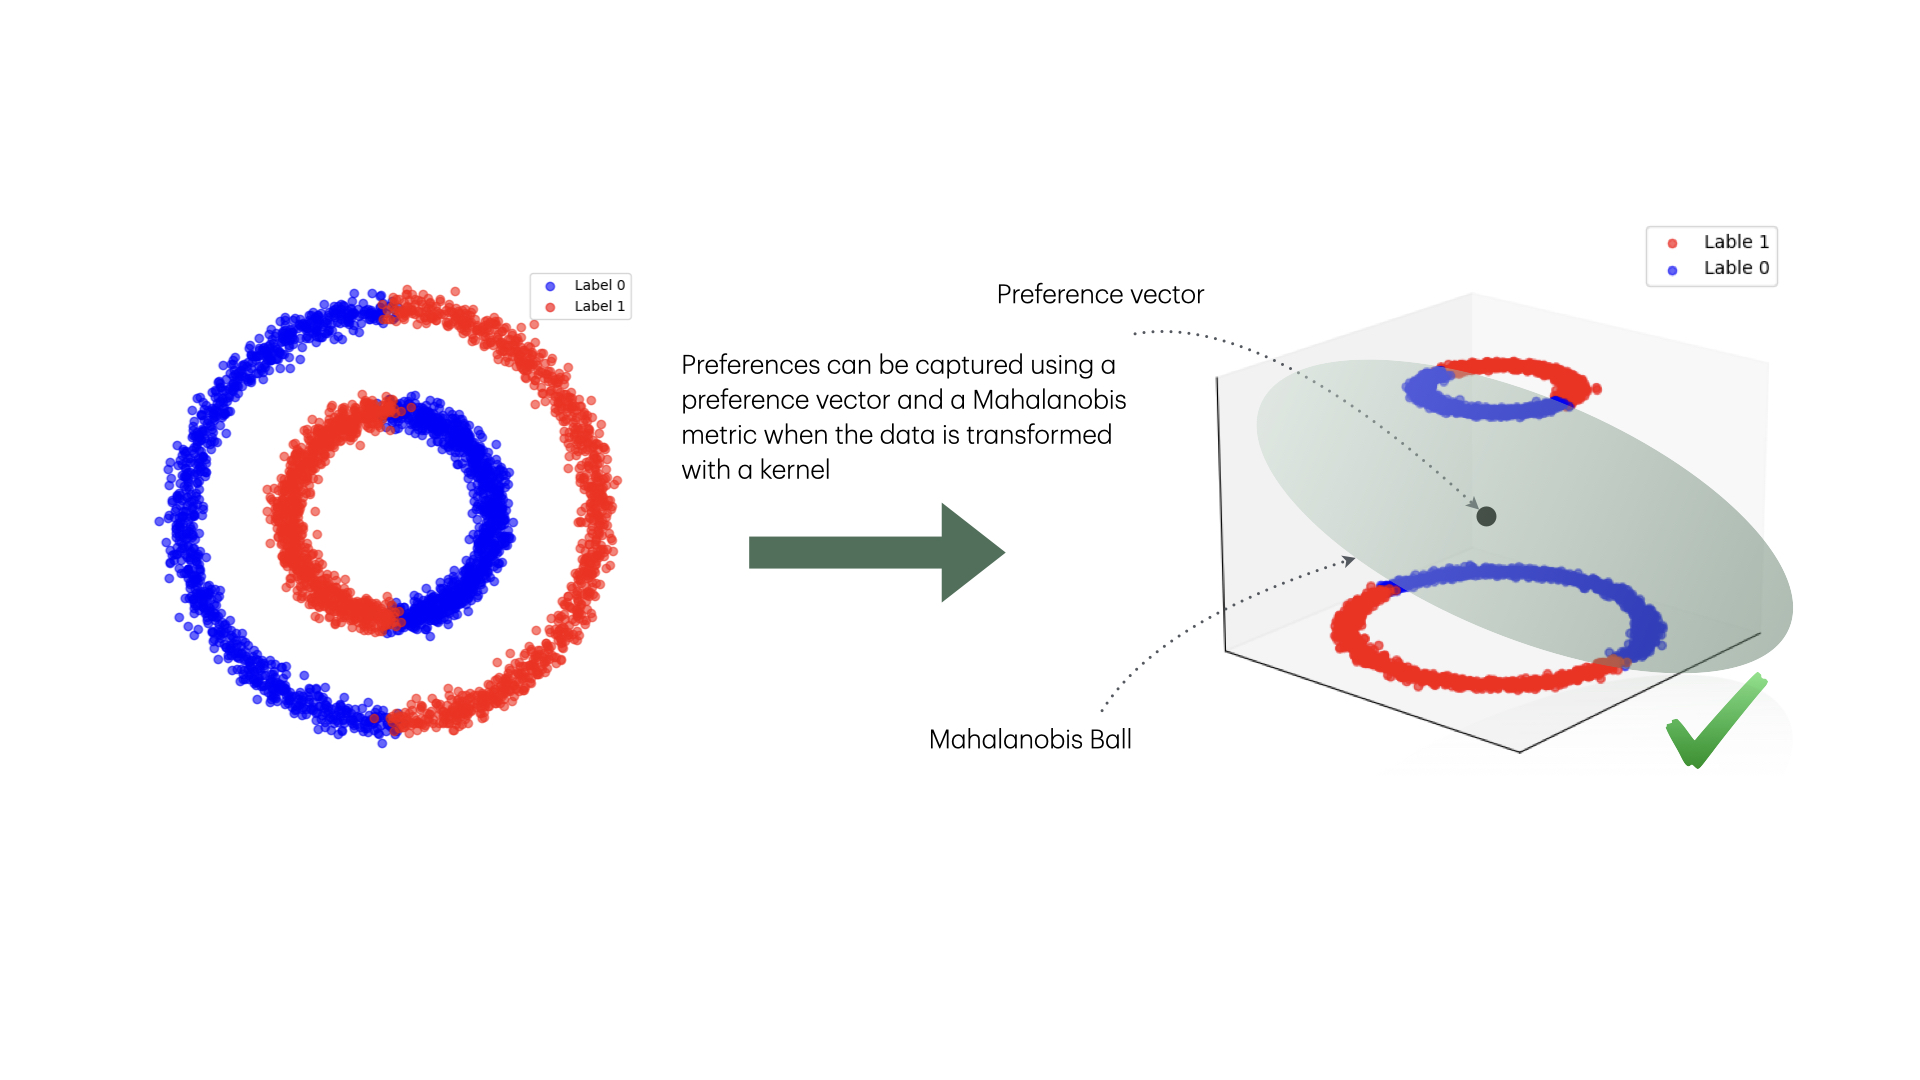 Label 0
Label 1
Preferences can be captured using a
preference vector and a Mahalanobis
metric when the data is transformed
with a kernel
Preference vector
Mahalanobis Ball
Lable 1
Lable 0